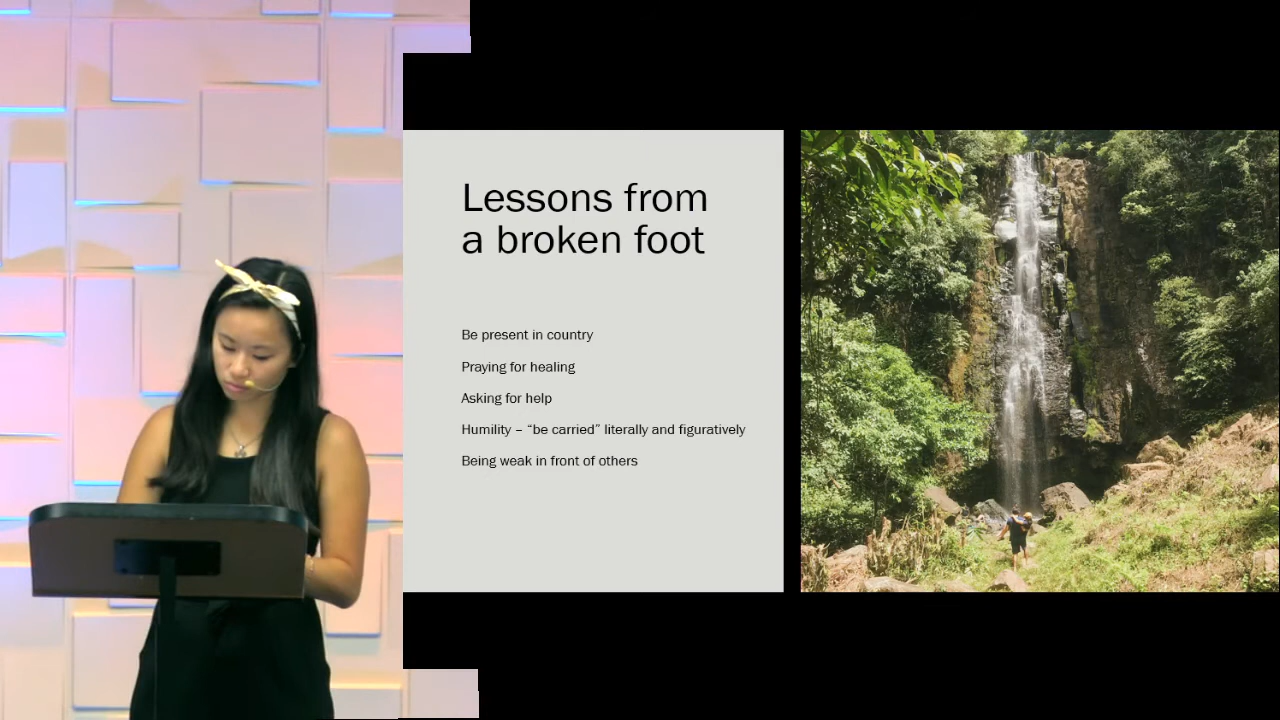 Lessons from
a broken foot
Be present in country
Praying for healing
Asking for help
Humility – “be carried” literally and figuratively
Being weak in front of others